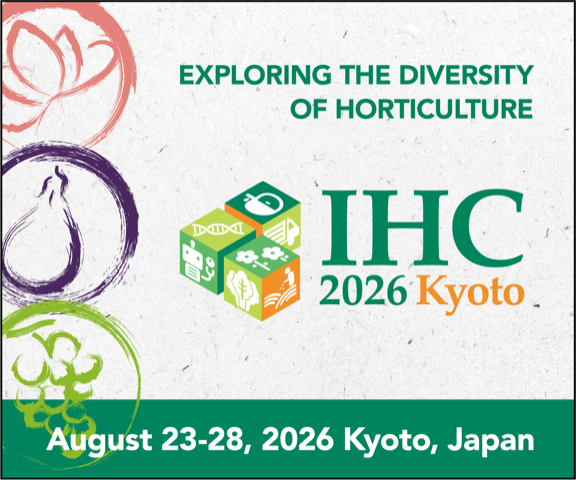 EXPLORING THE DIVERSITY
OF HORTICULTURE
IHC
2026 Kyoto
August 23-28, 2026 Kyoto, Japan